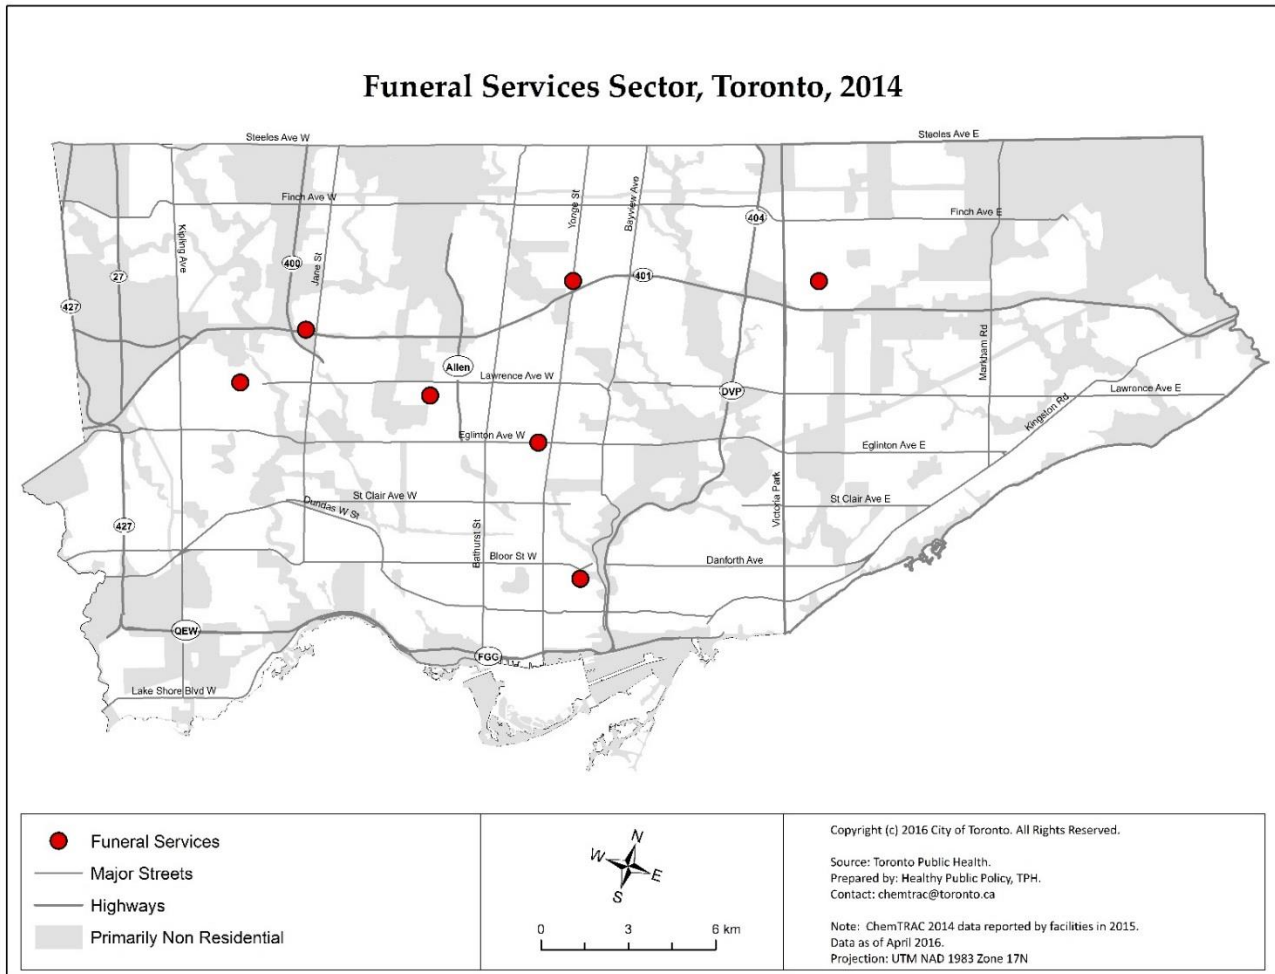 Funeral Services Sector, Toronto, 2014
Steeles Ave W
Steeles Ave E
Finch Ave W
Finch Ave E
Kipling Ave
Jane St
Yonge St
Bayview Ave
404
400
27
427
401
Allen
Lawrence Ave W
DVP
Markham Rd
Kingston Rd
Lawrence Ave E
Eglinton Ave W
Eglinton Ave E
St Clair Ave W
Dundas W St
Victoria Park
St Clair Ave E
427
Bathurst St
Bloor St W
Danforth Ave
QEW
FGG
Lake Shore Blvd W
Funeral Services
Major Streets
Highways
Primarily Non Residential
N
W
E
S
0 3 6 km
Copyright (c) 2016 City of Toronto. All Rights Reserved.
Source: Toronto Public Health.
Prepared by: Healthy Public Policy, TPH.
Contact: chemtrac@toronto.ca
Note: ChemTRAC 2014 data reported by facilities in 2015.
Data as of April 2016.
Projection: UTM NAD 1983 Zone 17N